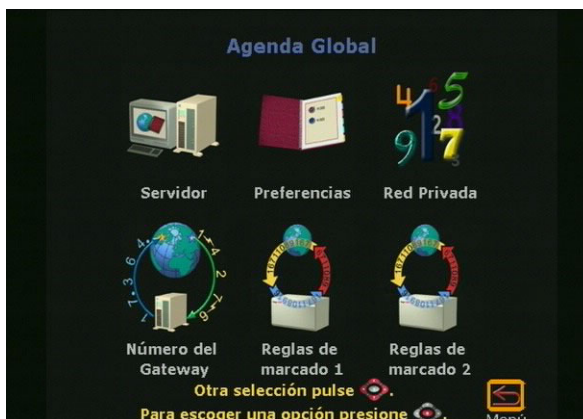 Agenda Global
Servidor
Preferencias
Red Privada
Número del
Gateway
Reglas de
marcado 1
Reglas de
marcado 2
Otra selección pulse .
Para escoger una opción presione .
Menú